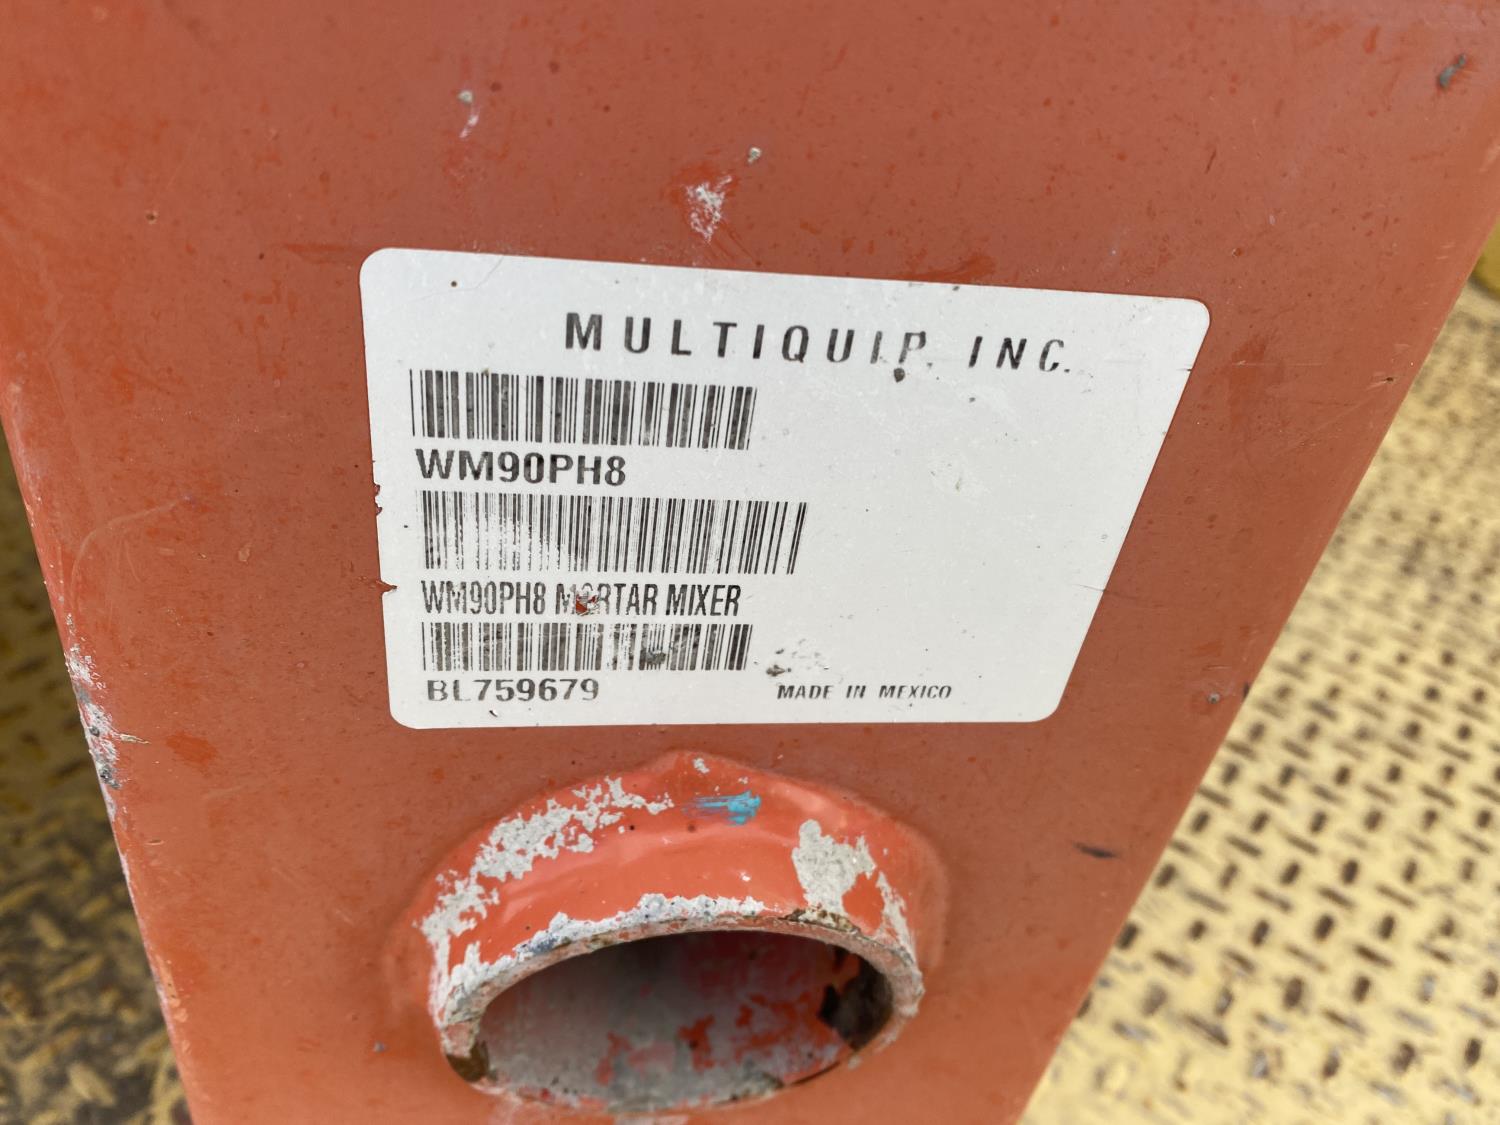 MULTIQUIP, INC.
WM90PH8
WM90PH8 MORTAR MIXER
BL759679
MADE IN MEXICO